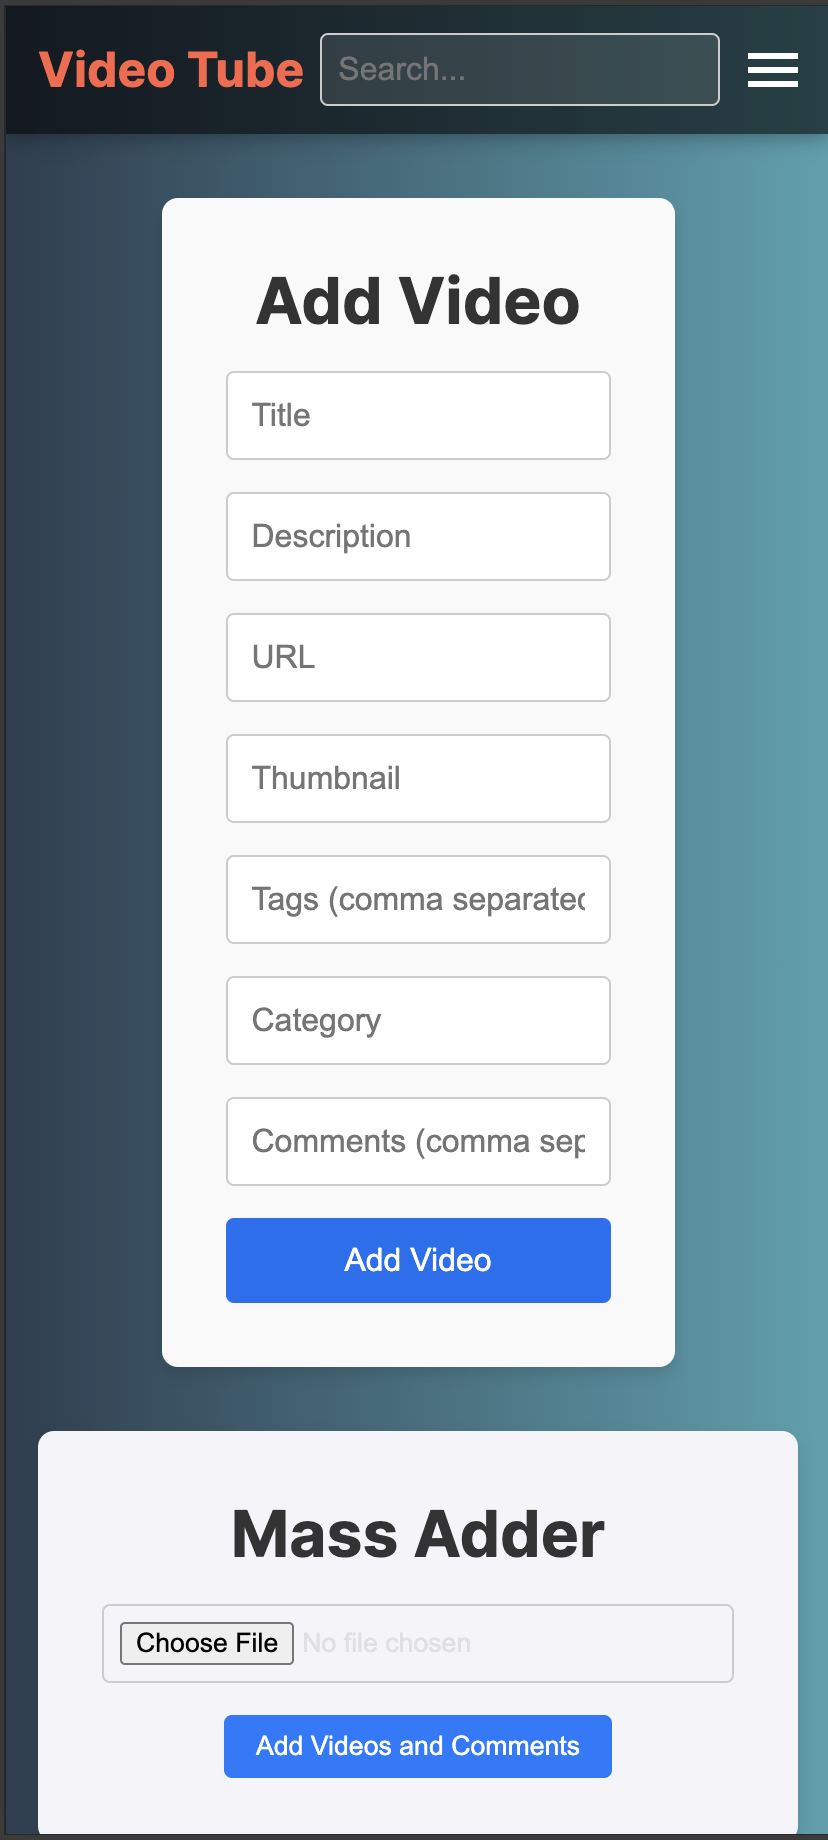 Video Tube
Search...
Add Video
Title
Description
URL
Thumbnail
Tags (comma separated
Category
Comments (comma sep
Add Video
Mass Adder
Choose File No file chosen
Add Videos and Comments